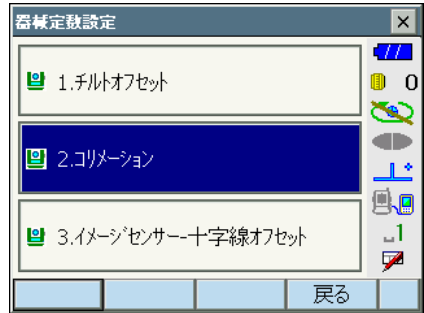 器械定数設定
1.チルトオフセット
0
2.コリメーション
3.イメージセンサー-十字線オフセット
1
戻る